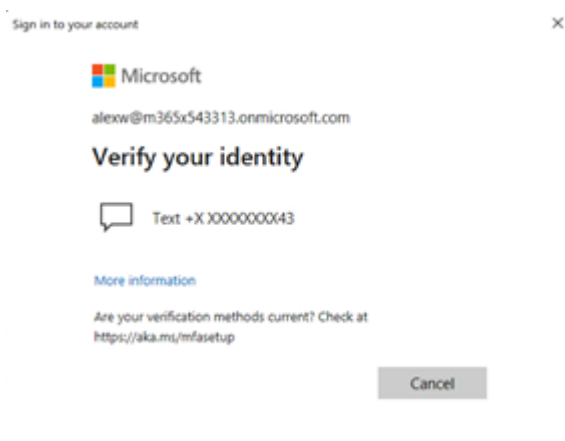 Sign in to your account
Microsoft
alexw@m365x543313.onmicrosoft.com
Verify your identity
Text +X XXXXXXXX43
More information
Are your verification methods current? Check at
https://aka.ms/mfasetup
Cancel